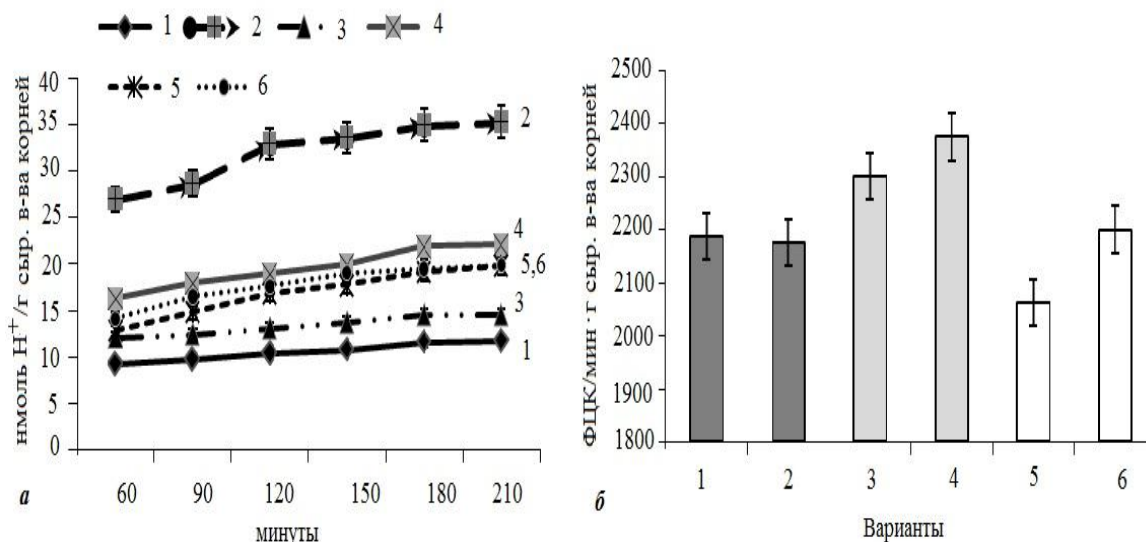 1 2 3 4
5 6
нмоль H+/г сыр. в-ва корней
40
35
30
25
20
15
10
5
0
2
4
5,6
3
1
60 90 120 150 180 210
минуты
а
ФЦК/мин · г сыр. в-ва корней
2500
2400
2300
2200
2100
2000
1900
1800
1 2 3 4 5 6
Варианты
б